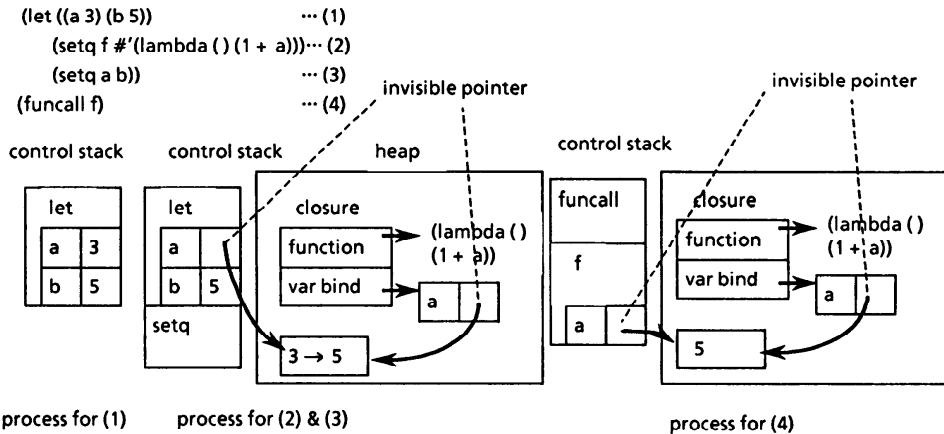 (let ((a 3) (b 5)) ··· (1)
(setq f #'(lambda ( ) (1 + a)))··· (2)
(setq a b)) ··· (3)
(funcall f) ··· (4)
invisible pointer
invisible pointer
control stack
let
a 3
b 5
process for (1)
control stack
let
a
b 5
setq
heap
closure
function
var bind
(lambda ( )
(1 + a))
a
3 → 5
process for (2) & (3)
control stack
funcall
f
a
closure
function
var bind
(lambda ( )
(1 + a))
a
5
process for (4)